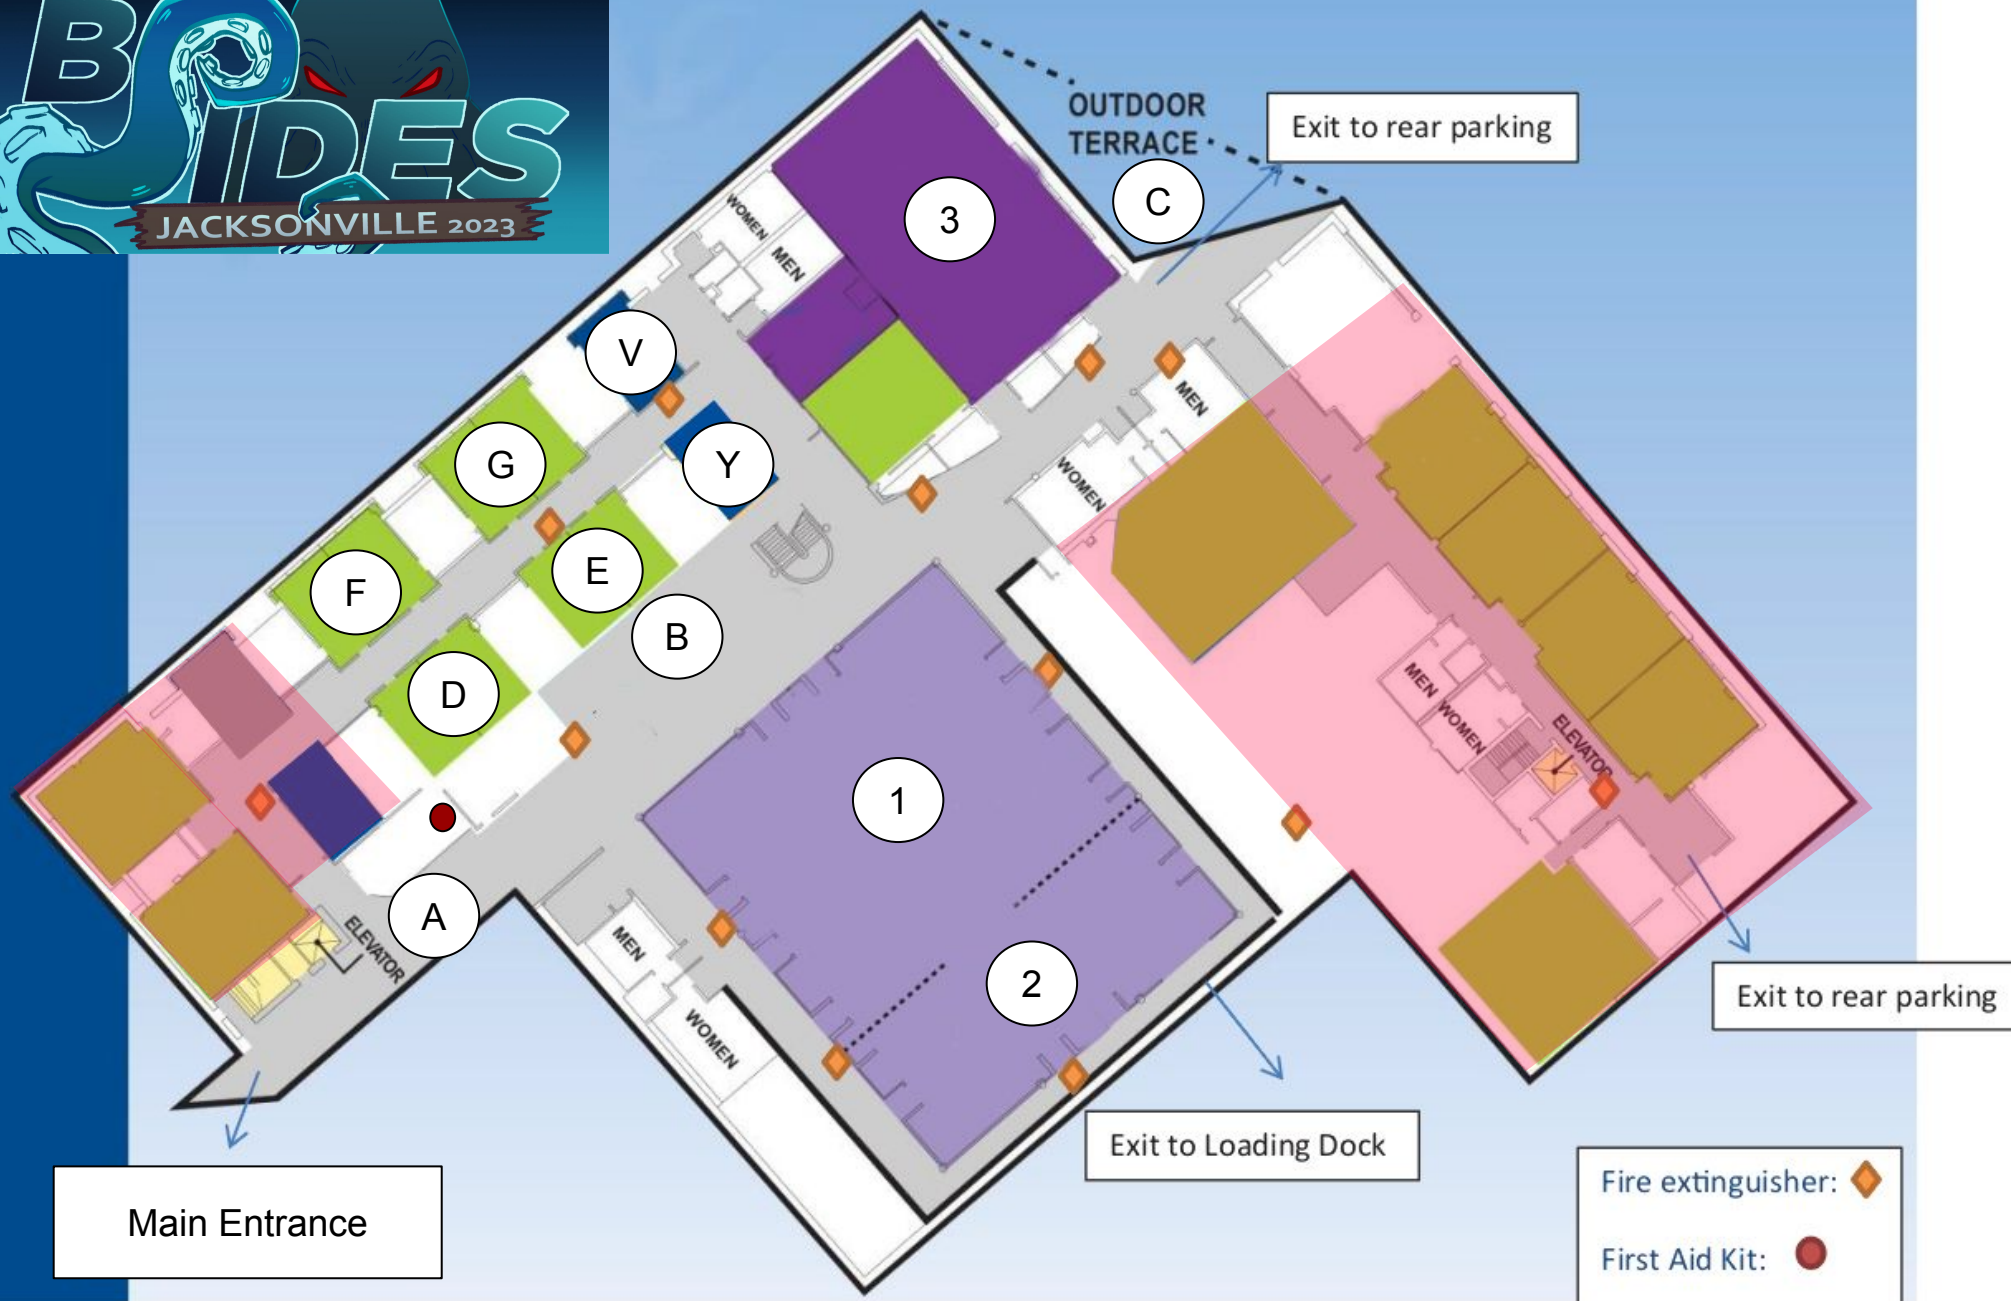 BSIDES
JACKSONVILLE 2023
OUTDOOR
TERRACE
Exit to rear parking
C
3
WOMEN
MEN
V
G
Y
F
E
D
B
A
MEN
WOMEN
1
2
ELEVATOR
MEN
WOMEN
MEN
WOMEN
ELEVATOR
Exit to rear parking
Exit to Loading Dock
Main Entrance
Fire extinguisher:
First Aid Kit: